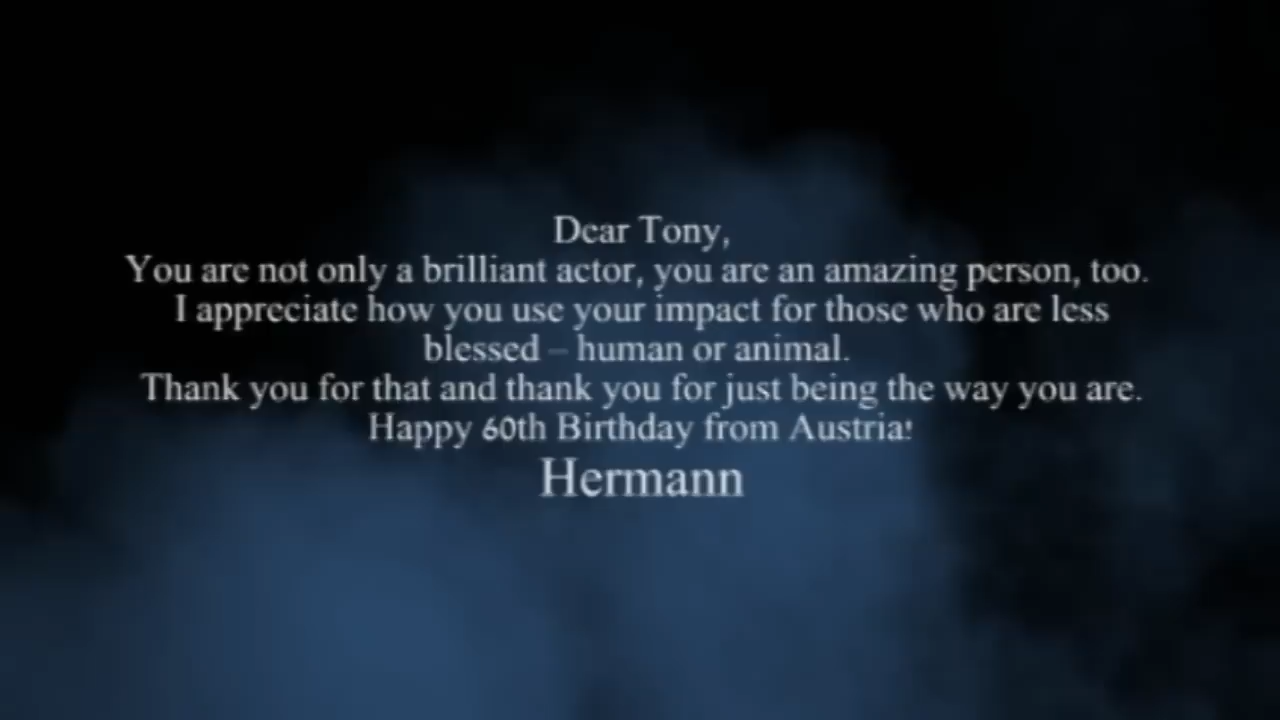 Dear Tony,
You are not only a brilliant actor, you are an amazing person, too.
I appreciate how you use your impact for those who are less
blessed – human or animal.
Thank you for that and thank you for just being the way you are.
Happy 60th Birthday from Austria!
Hermann